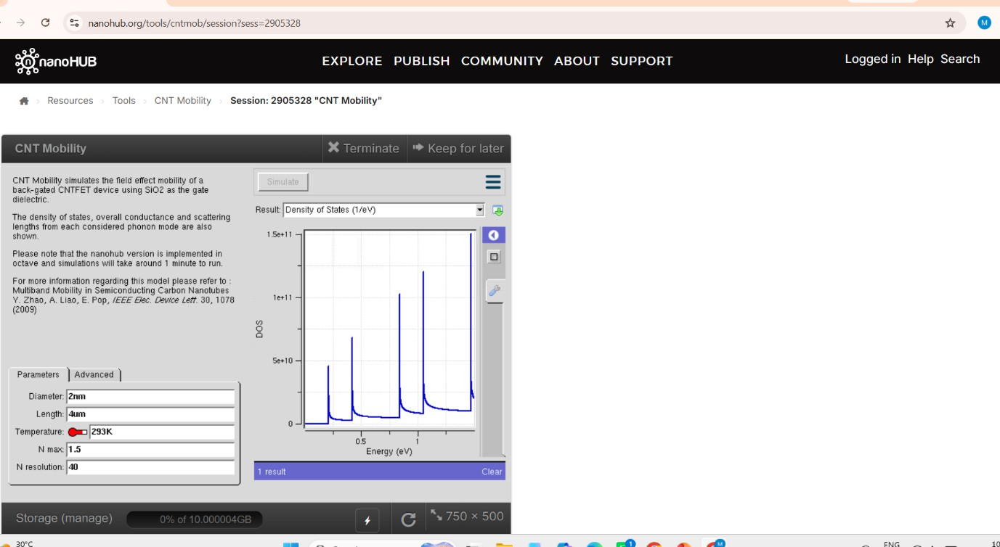 nanohub.org/tools/cntmob/session?sess=2905328
M
nanoHUB
EXPLORE PUBLISH COMMUNITY ABOUT SUPPORT
Logged in Help Search
Resources Tools CNT Mobility Session: 2905328 "CNT Mobility"
CNT Mobility
Terminate
Keep for later
CNT Mobility simulates the field effect mobility of a
back-gated CNTFET device using SiO2 as the gate
dielectric.
The density of states, overall conductance and scattering
lengths from each considered phonon mode are also
shown.
Please note that the nanohub version is implemented in
octave and simulations will take around 1 minute to run.
For more information regarding this model please refer to :
Multiband Mobility in Semiconducting Carbon Nanotubes
Y. Zhao, A. Liao, E. Pop, IEEE Elec. Device Lett. 30, 1078
(2009)
Parameters Advanced
Diameter: 2nm
Length: 4um
Temperature: 293K
N max: 1.5
N resolution: 40
Simulate
Result: Density of States (1/eV)
1.5e+11
1e+11
DOS
5e+10
0
0.5 1
Energy (eV)
1 result Clear
Storage (manage) 0% of 10.000004GB
750 × 500
30°C
1
M
ENG
10